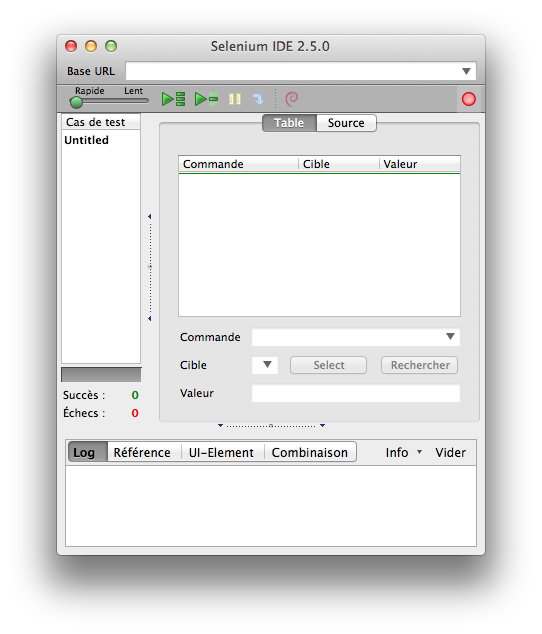 Selenium IDE 2.5.0
Base URL
Rapide Lent
Cas de test
Untitled
Table Source
Commande Cible Valeur
Commande
Cible Select Rechercher
Valeur
Succès : 0
Échecs : 0
Log Référence UI-Element Combinaison Info Vider